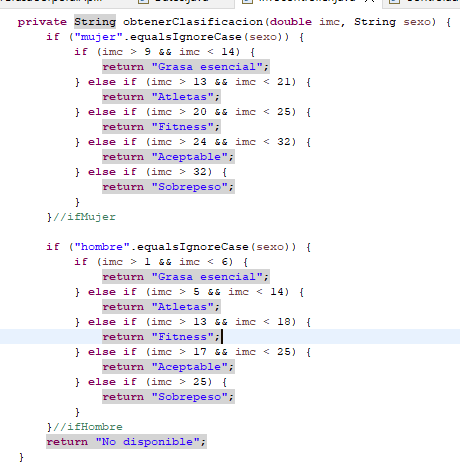 private String obtenerClasificacion(double imc, String sexo) {
if ("mujer".equalsIgnoreCase(sexo)) {
if (imc > 9 && imc < 14) {
return "Grasa esencial";
} else if (imc > 13 && imc < 21) {
return "Atletas";
} else if (imc > 20 && imc < 25) {
return "Fitness";
} else if (imc > 24 && imc < 32) {
return "Aceptable";
} else if (imc > 32) {
return "Sobrepeso";
}
}//ifMujer
if ("hombre".equalsIgnoreCase(sexo)) {
if (imc > 1 && imc < 6) {
return "Grasa esencial";
} else if (imc > 5 && imc < 14) {
return "Atletas";
} else if (imc > 13 && imc < 18) {
return "Fitness";
} else if (imc > 17 && imc < 25) {
return "Aceptable";
} else if (imc > 25) {
return "Sobrepeso";
}
}//ifHombre
return "No disponible";
}